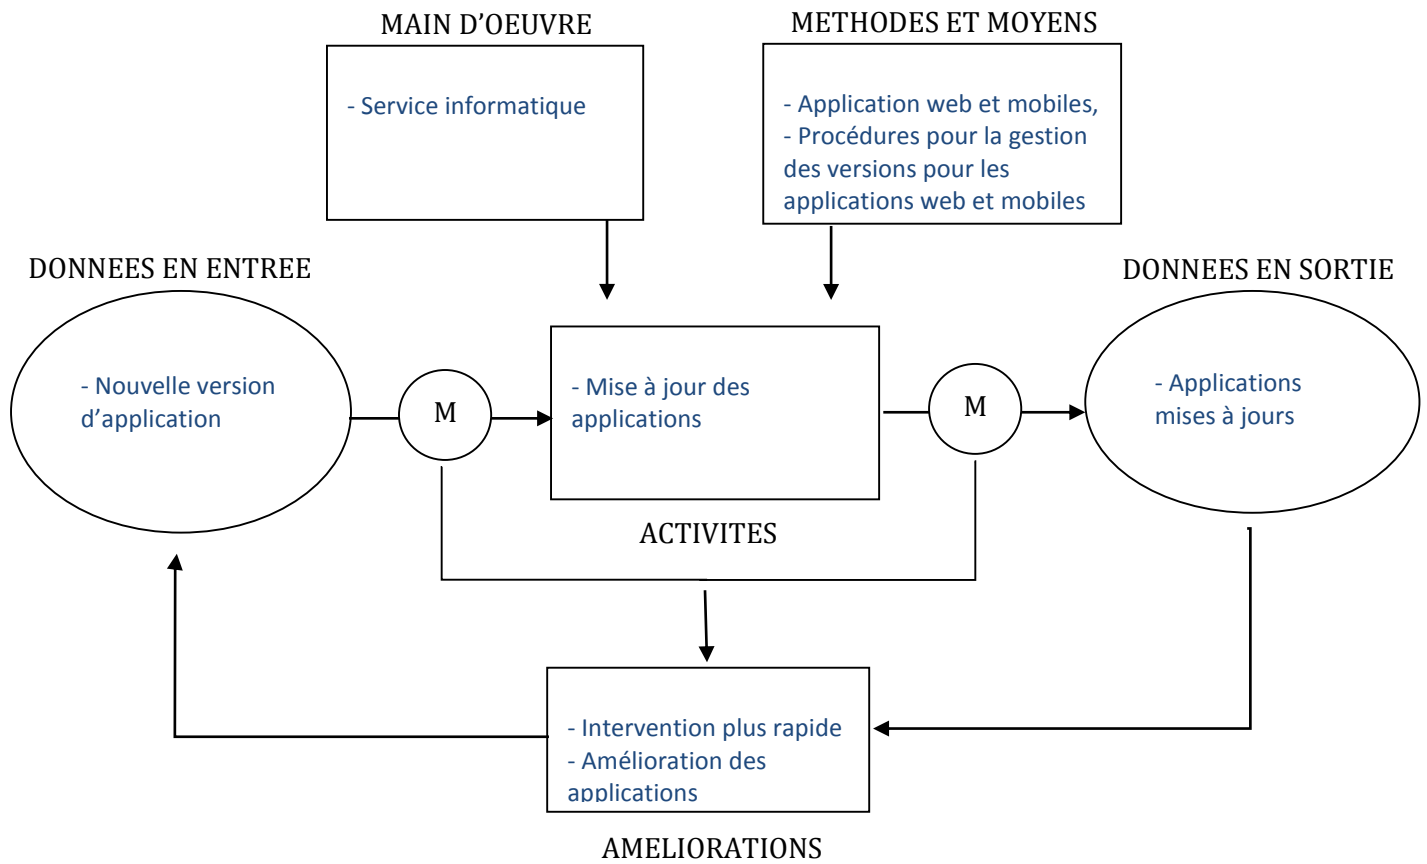 MAIN D'OEUVRE
METHODES ET MOYENS
- Service informatique
- Application web et mobiles,
- Procédures pour la gestion
des versions pour les
applications web et mobiles
DONNEES EN ENTREE
DONNEES EN SORTIE
- Nouvelle version
d'application
M
- Mise à jour des
applications
M
- Applications
mises à jours
ACTIVITES
- Intervention plus rapide
- Amélioration des
applications
AMELIORATIONS